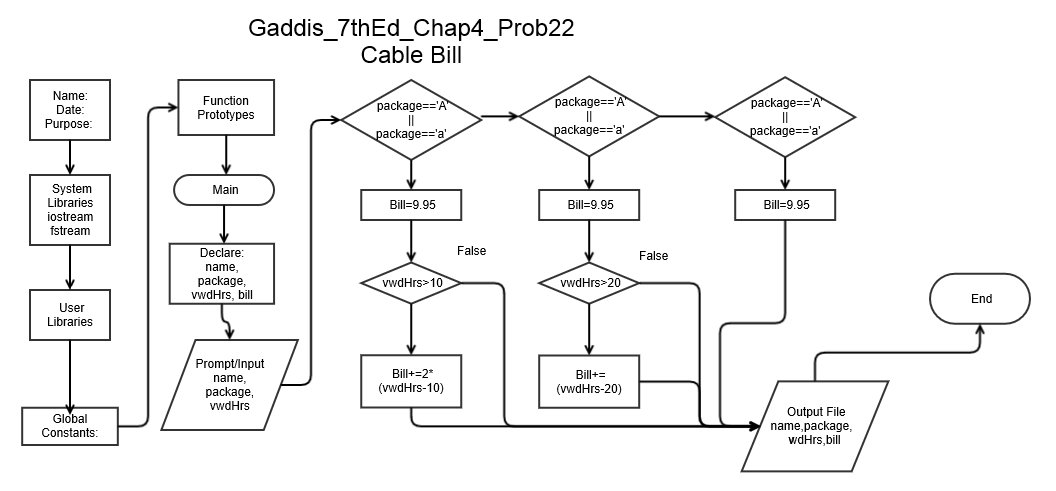 Gaddis_7thEd_Chap4_Prob22
Cable Bill
Name:
Date:
Purpose:
System
Libraries
iostream
fstream
User
Libraries
Global
Constants:
Function
Prototypes
Main
Declare:
name,
package,
vwdHrs, bill
Prompt/Input
name,
package,
vwdHrs
package=='A'
||
package=='a'
Bill=9.95
False
vwdHrs>10
Bill+=2*
(vwdHrs-10)
package=='A'
||
package=='a'
Bill=9.95
False
vwdHrs>20
Bill+=
(vwdHrs-20)
package=='A'
||
package=='a'
Bill=9.95
Output File
name,package,
wdHrs,bill
End